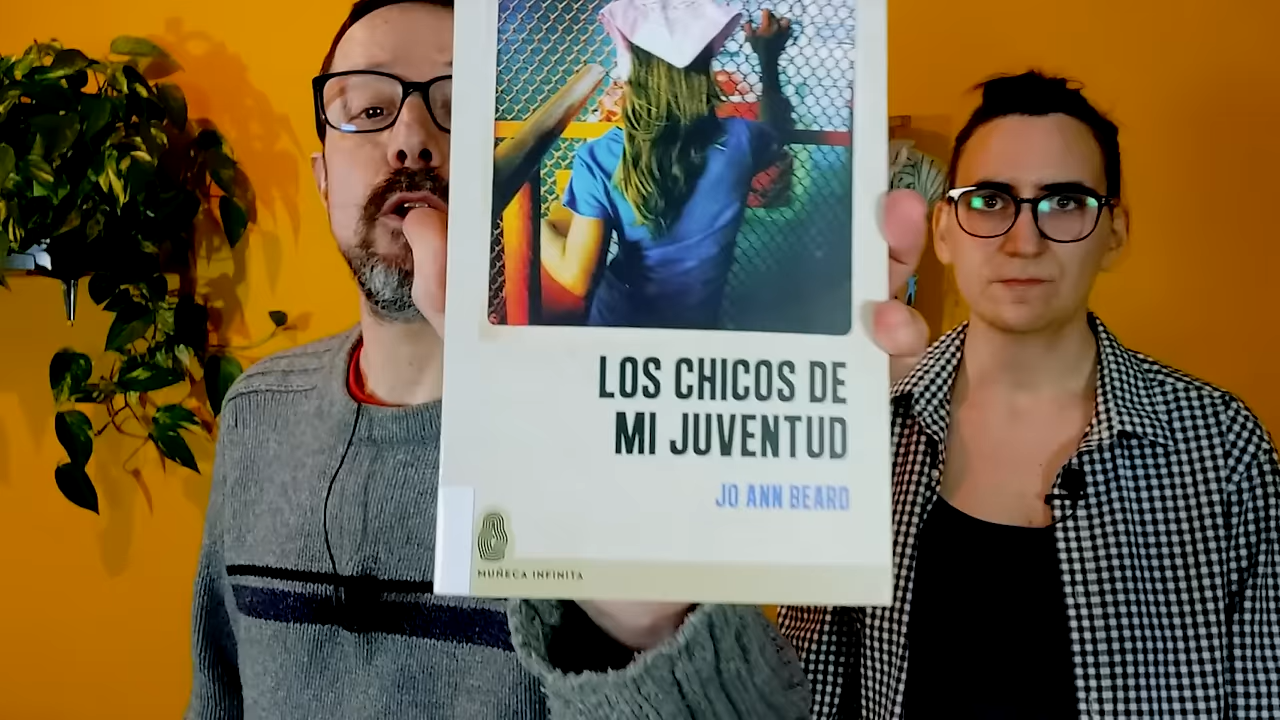 LOS CHICOS DE
MI JUVENTUD
JO ANN BEARD
MUÑECA INFINITA